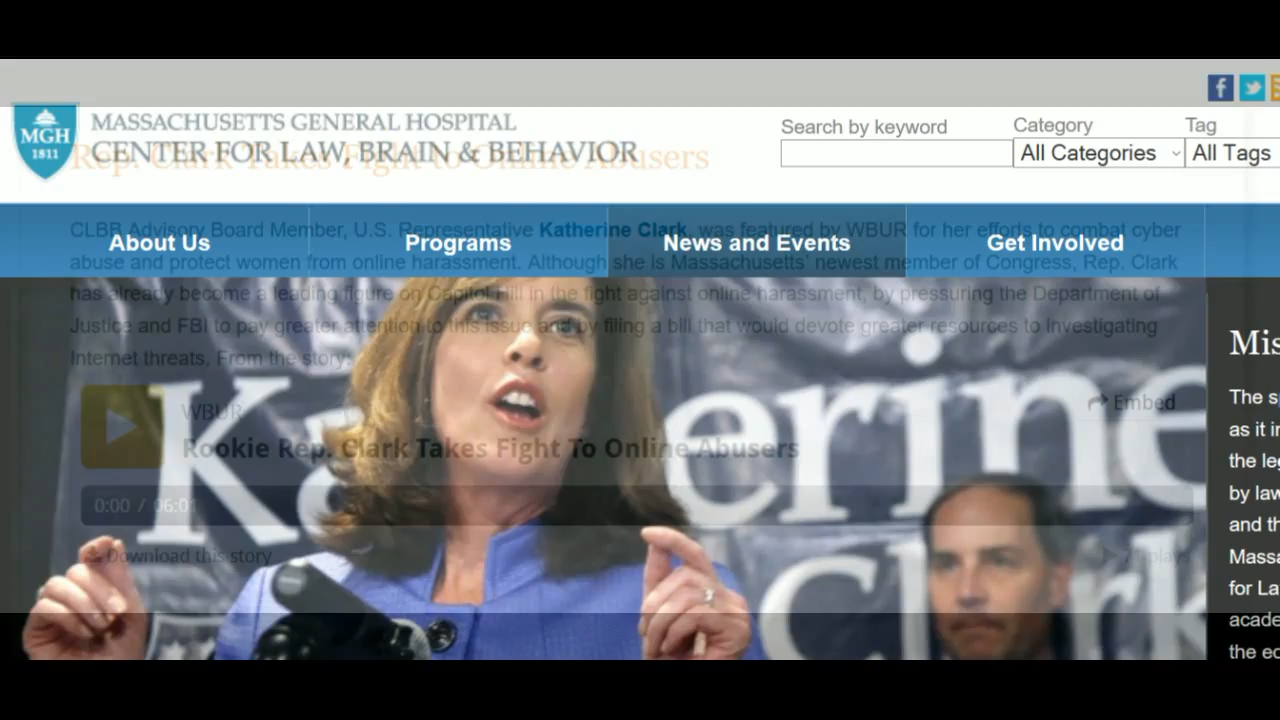 MASSACHUSETTS GENERAL HOSPITAL
MGH
1811
CENTER FOR LAW, BRAIN & BEHAVIOR
Search by keyword
Category
Tag
All Categories
All Tags
Rep. Clark Takes Fight to Online Abusers
About Us
Programs
News and Events
Get Involved
CLBB Advisory Board Member, U.S. Representative Katherine Clark, was featured by WBUR for her efforts to combat cyber
abuse and protect women from online harassment. Although she is Massachusetts' newest member of Congress, Rep. Clark
has already become a leading figure on Capitol Hill in the fight against online harassment, by pressuring the Department of
Justice and FBI to pay greater attention to this issue and by filing a bill that would devote greater resources to investigating
Internet threats. From the story:
WBUR
Embed
Rookie Rep. Clark Takes Fight To Online Abusers
0:00 / 06:01
Download this story
Ka erine
Clark
Mis
The s
as it i
the le
by law
and th
Massa
for La
acade
the ec